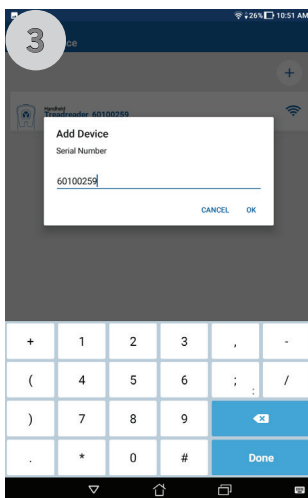 26% 10:51 AM
3
ce
+
Handheld
Treadreader 60100259
Add Device
Serial Number
60100259
CANCEL OK
+ 1 2 3 , -
( 4 5 6 ; : /
) 7 8 9
. * 0 # Done